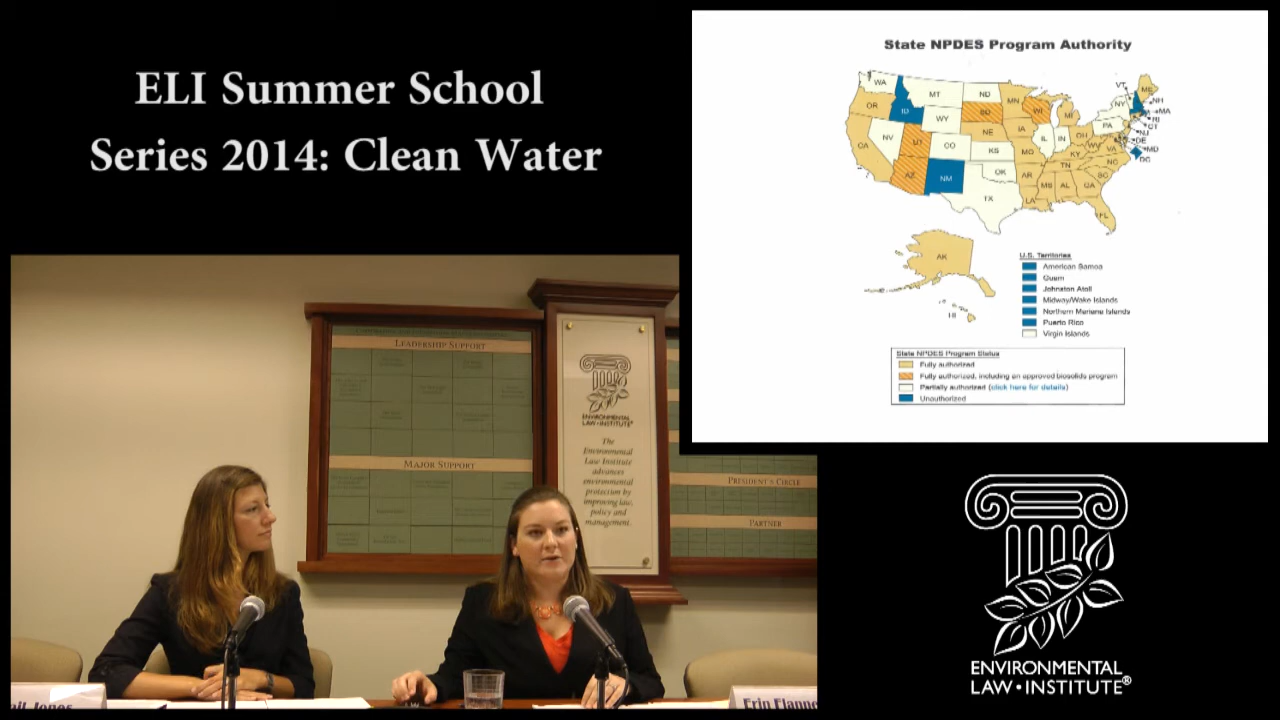 ELI Summer School
Series 2014: Clean Water
State NPDES Program Authority
WA
OR
CA
ID
NV
UT
AZ
MT
WY
CO
NM
ND
SD
NE
KS
OK
TX
MN
IA
MO
AR
LA
WI
IL
IN
MI
OH
KY
TN
MS
AL
GA
FL
SC
NC
VA
WV
PA
NY
VT
ME
NH
MA
RI
CT
NJ
DE
MD
DC
AK
HI
U.S. Territories
American Samoa
Guam
Johnston Atoll
Midway/Wake Islands
Northern Mariana Islands
Puerto Rico
Virgin Islands
State NPDES Program Status
Fully authorized
Fully authorized, including an approved biosolids program
Partially authorized (click here for details)
Unauthorized
LEADERSHIP SUPPORT
MAJOR SUPPORT
ENVIRONMENTAL
LAW•INSTITUTE®
The
Environmental
Law Institute
advances
environmental
protection by
improving law,
policy and
management.
PRESIDENT'S CIRCLE
PARTNER
ail Jones
Erin Flanne
ENVIRONMENTAL
LAW•INSTITUTE®